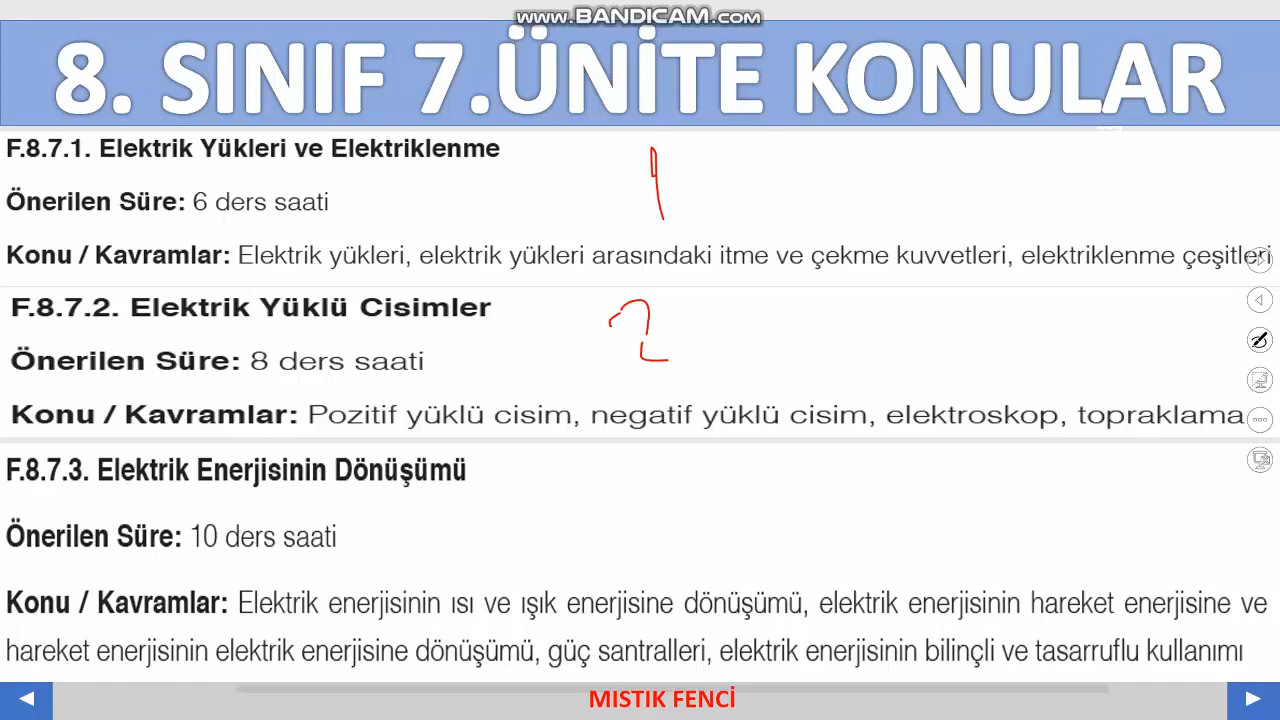 www.BANDICAM.com
8. SINIF 7.ÜNİTE KONULAR
F.8.7.1. Elektrik Yükleri ve Elektriklenme
1
Önerilen Süre: 6 ders saati
Konu / Kavramlar: Elektrik yükleri, elektrik yükleri arasındaki itme ve çekme kuvvetleri, elektriklenme çeşitleri
F.8.7.2. Elektrik Yüklü Cisimler
2
Önerilen Süre: 8 ders saati
Konu / Kavramlar: Pozitif yüklü cisim, negatif yüklü cisim, elektroskop, topraklama
F.8.7.3. Elektrik Enerjisinin Dönüşümü
Önerilen Süre: 10 ders saati
Konu / Kavramlar: Elektrik enerjisinin ısı ve ışık enerjisine dönüşümü, elektrik enerjisinin hareket enerjisine ve
hareket enerjisinin elektrik enerjisine dönüşümü, güç santralleri, elektrik enerjisinin bilinçli ve tasarruflu kullanımı
MISTIK FENCİ